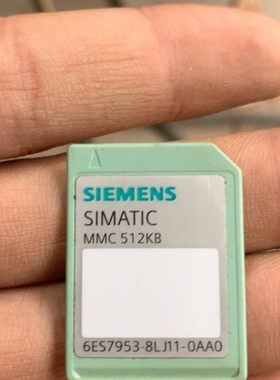 SIEMENS
SIMATIC
MMC 512KB
6ES7953-8LJ11-0AA0